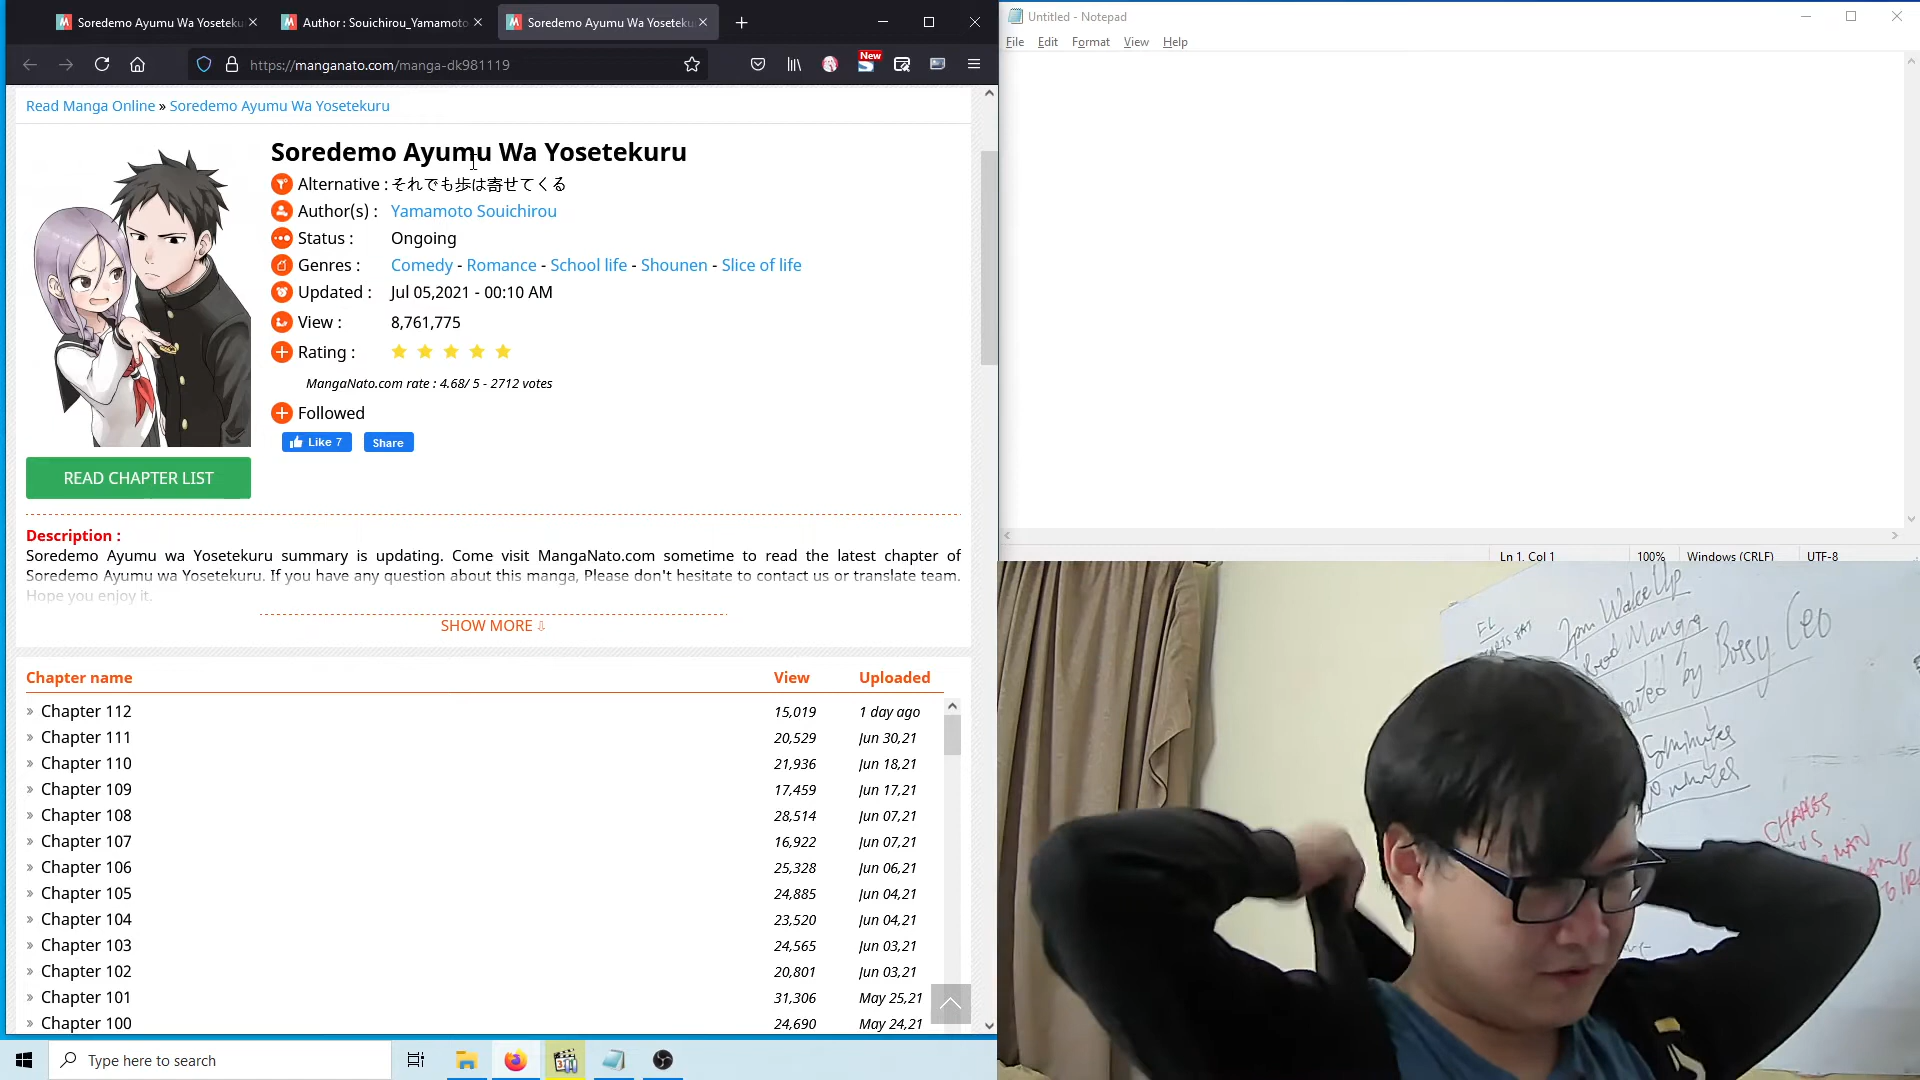 Soredemo Ayumu Wa Yoseteku
Author : Souichirou_Yamamoto
Soredemo Ayumu Wa Yoseteku
https://manganato.com/manga-dk981119
New
Read Manga Online » Soredemo Ayumu Wa Yosetekuru
Soredemo Ayumu Wa Yosetekuru
Alternative : それでも歩は寄せてくる
Author(s) : Yamamoto Souichirou
Status : Ongoing
Genres : Comedy - Romance - School life - Shounen - Slice of life
Updated : Jul 05,2021 - 00:10 AM
View : 8,761,775
Rating :
MangaNato.com rate : 4.68/ 5 - 2712 votes
Followed
Like 7 Share
READ CHAPTER LIST
Description :
Soredemo Ayumu wa Yosetekuru summary is updating. Come visit MangaNato.com sometime to read the latest chapter of
Soredemo Ayumu wa Yosetekuru. If you have any question about this manga, Please don't hesitate to contact us or translate team.
Hope you enjoy it.
SHOW MORE ⇩
Chapter name View Uploaded
» Chapter 112 15,019 1 day ago
» Chapter 111 20,529 Jun 30,21
» Chapter 110 21,936 Jun 18,21
» Chapter 109 17,459 Jun 17,21
» Chapter 108 28,514 Jun 07,21
» Chapter 107 16,922 Jun 07,21
» Chapter 106 25,328 Jun 06,21
» Chapter 105 24,885 Jun 04,21
» Chapter 104 23,520 Jun 04,21
» Chapter 103 24,565 Jun 03,21
» Chapter 102 20,801 Jun 03,21
» Chapter 101 31,306 May 25,21
» Chapter 100 24,690 May 24,21
Type here to search
Untitled - Notepad
File Edit Format View Help
Ln 1, Col 1 100% Windows (CRLF) UTF-8
WakeUp
Read Manga
by Bossy Ceo
minutes
CHAPTERS